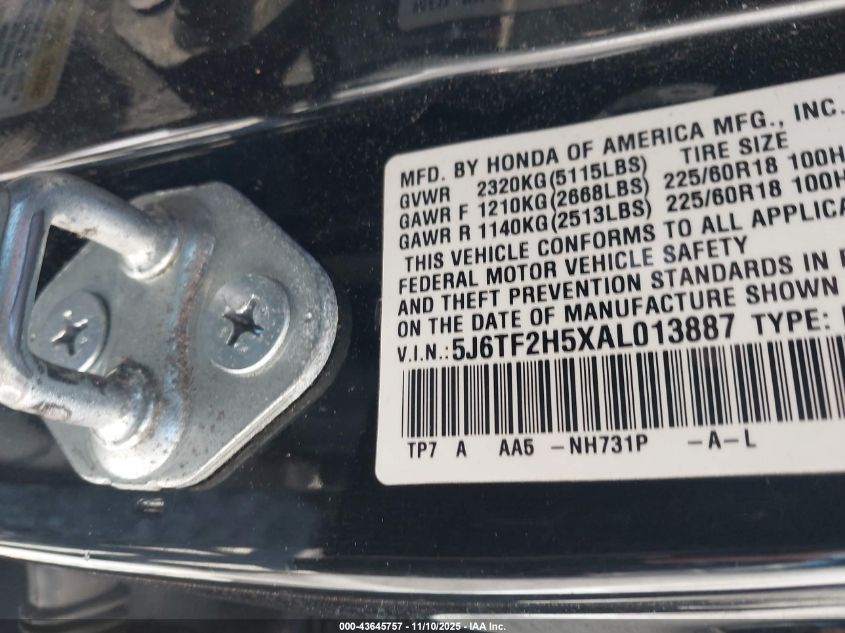 MFD. BY HONDA OF AMERICA MFG., INC.
GVWR 2320KG(5115LBS) TIRE SIZE
GAWR F 1210KG(2668LBS) 225/60R18 100H
GAWR R 1140KG(2513LBS) 225/60R18 100H
THIS VEHICLE CONFORMS TO ALL APPLICA
FEDERAL MOTOR VEHICLE SAFETY
AND THEFT PREVENTION STANDARDS IN
ON THE DATE OF MANUFACTURE SHOWN
V.I.N.: 5J6TF2H5XAL013887 TYPE:
TP7 A AA5 -NH731P -A-L
000-43645757 - 11/10/2025 - IAA Inc.